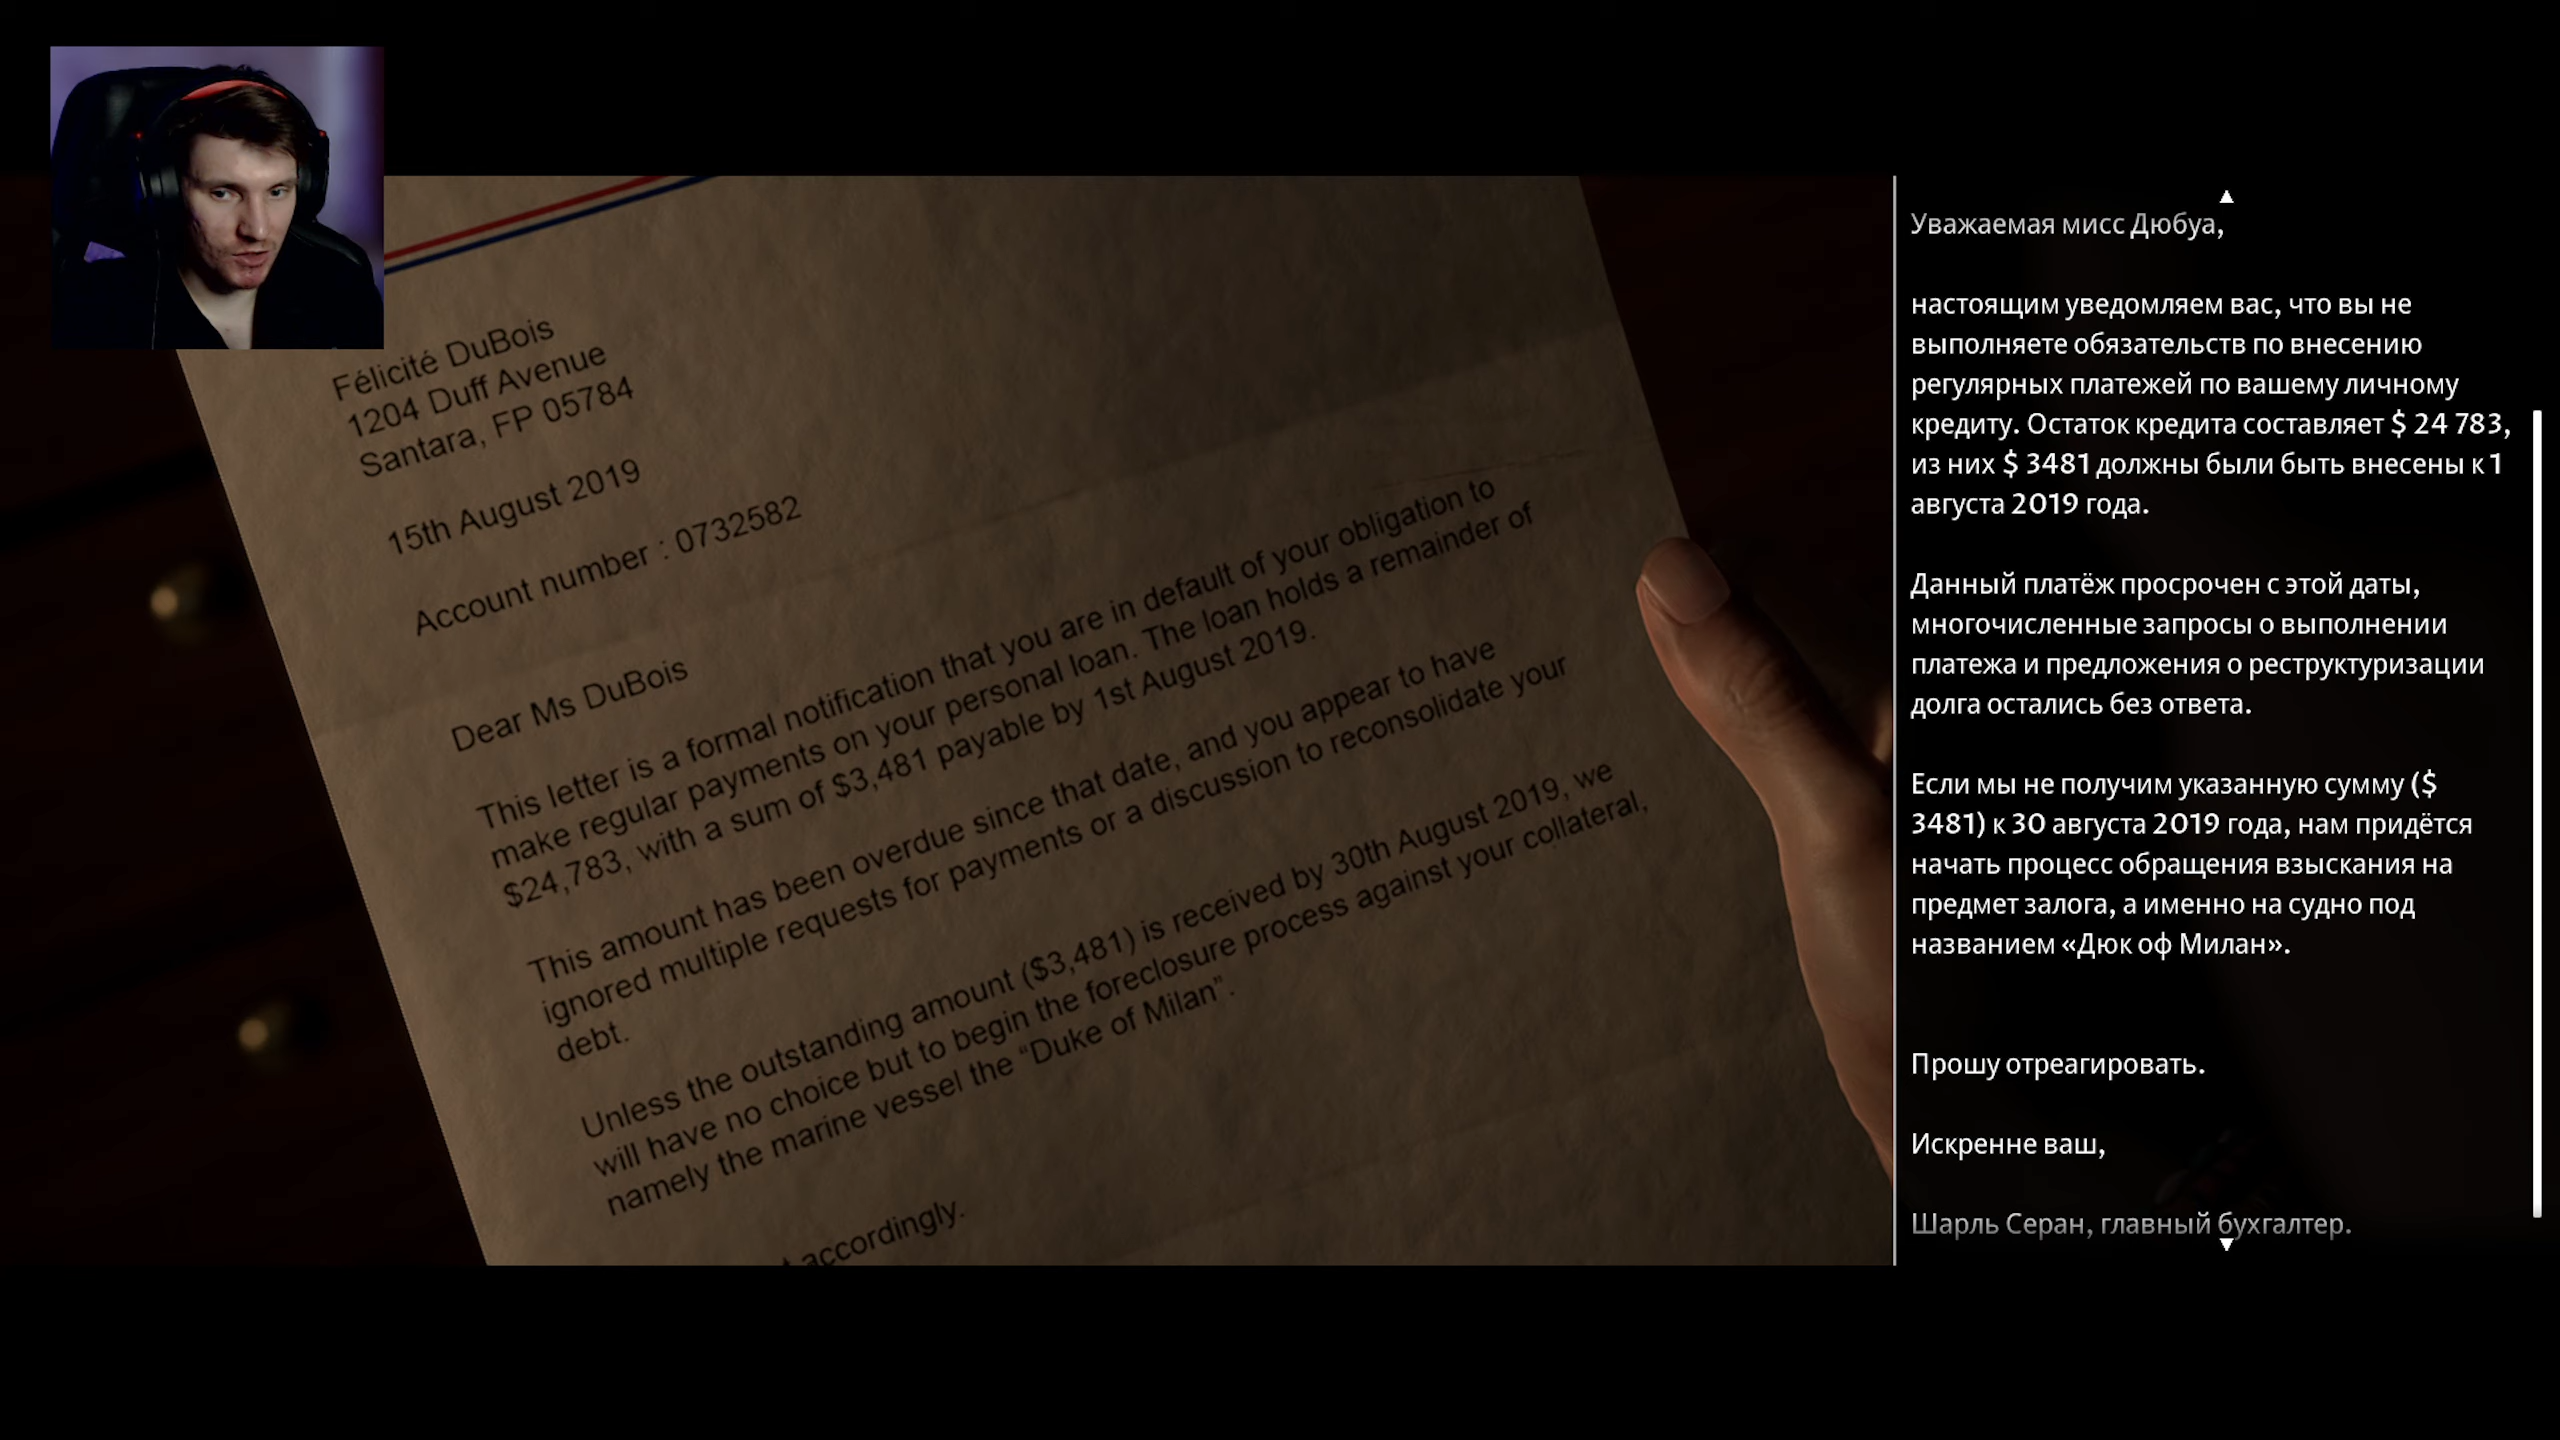 Félicité DuBois
1204 Duff Avenue
Santara, FP 05784
15th August 2019
Account number : 0732582
Dear Ms DuBois
This letter is a formal notification that you are in default of your obligation to
make regular payments on your personal loan. The loan holds a remainder of
$24,783, with a sum of $3,481 payable by 1st August 2019.
This amount has been overdue since that date, and you appear to have
ignored multiple requests for payments or a discussion to reconsolidate your
debt.
Unless the outstanding amount ($3,481) is received by 30th August 2019, we
will have no choice but to begin the foreclosure process against your collateral,
namely the marine vessel the “Duke of Milan”.
accordingly.
Уважаемая мисс Дюбуа,
настоящим уведомляем вас, что вы не
выполняете обязательств по внесению
регулярных платежей по вашему личному
кредиту. Остаток кредита составляет $ 24 783,
из них $ 3481 должны были быть внесены к 1
августа 2019 года.
Данный платёж просрочен с этой даты,
многочисленные запросы о выполнении
платежа и предложения о реструктуризации
долга остались без ответа.
Если мы не получим указанную сумму ($
3481) к 30 августа 2019 года, нам придётся
начать процесс обращения взыскания на
предмет залога, а именно на судно под
названием «Дюк оф Милан».
Прошу отреагировать.
Искренне ваш,
Шарль Серан, главный бухгалтер.